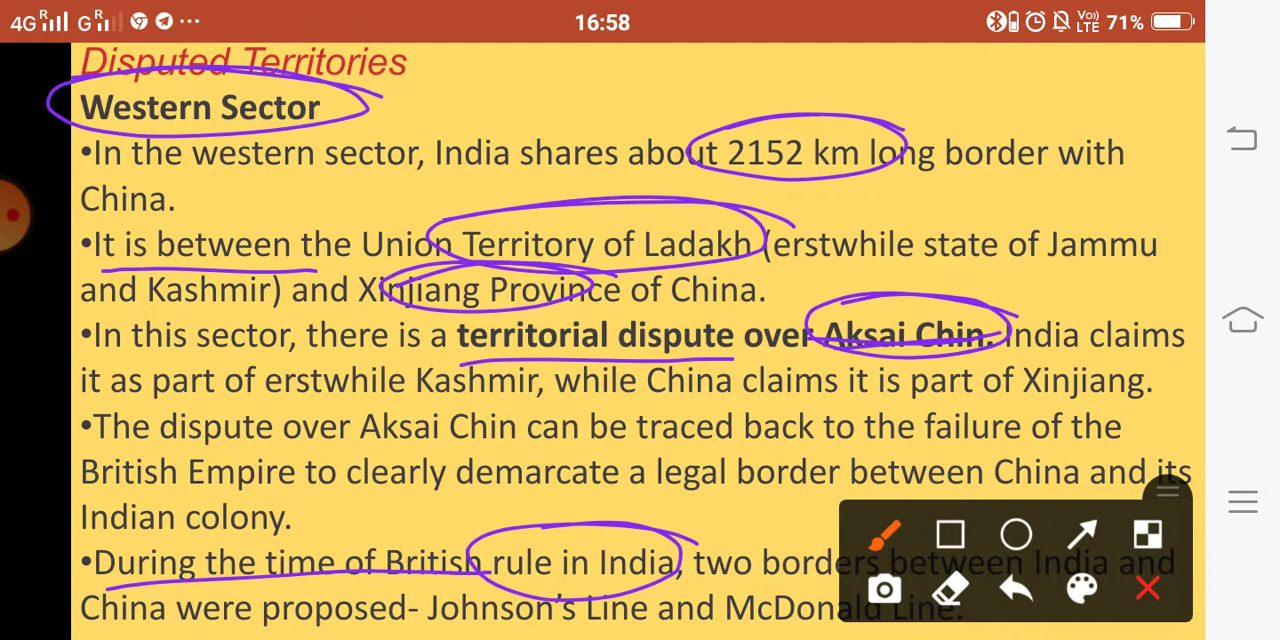 4G R G R 16:58 Vo) LTE 71%
Disputed Territories
Western Sector
•In the western sector, India shares about 2152 km long border with
China.
•It is between the Union Territory of Ladakh (erstwhile state of Jammu
and Kashmir) and Xinjiang Province of China.
•In this sector, there is a territorial dispute over Aksai Chin. India claims
it as part of erstwhile Kashmir, while China claims it is part of Xinjiang.
•The dispute over Aksai Chin can be traced back to the failure of the
British Empire to clearly demarcate a legal border between China and its
Indian colony.
•During the time of British rule in India, two borders between India and
China were proposed- Johnson's Line and McDonald Line.